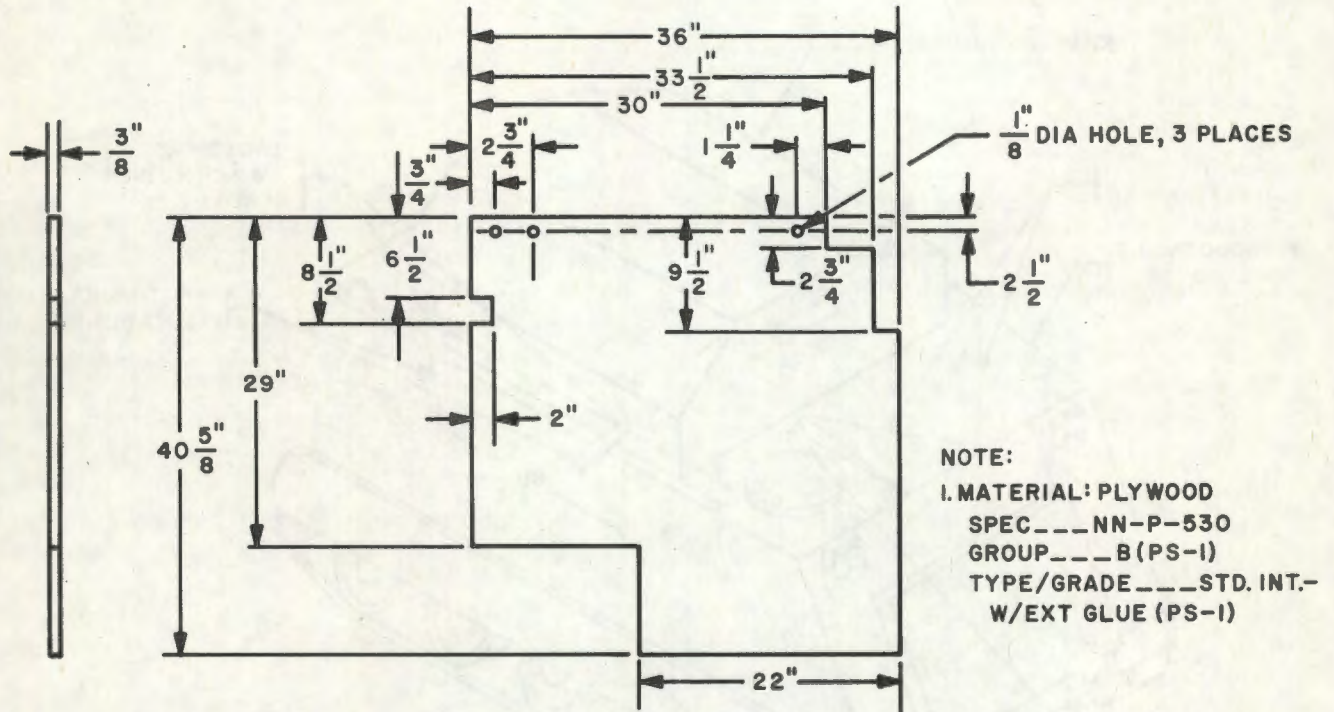 36"
33 1/2"
30"
3/8"
2 3/4"
1 1/4"
1/8" DIA HOLE, 3 PLACES
3/4"
6 1/2"
8 1/2"
9 1/2"
2 3/4"
2 1/2"
29"
2"
40 5/8"
22"
NOTE:
1. MATERIAL: PLYWOOD
SPEC___NN-P-530
GROUP___B (PS-1)
TYPE/GRADE___STD. INT.-
W/EXT GLUE (PS-1)